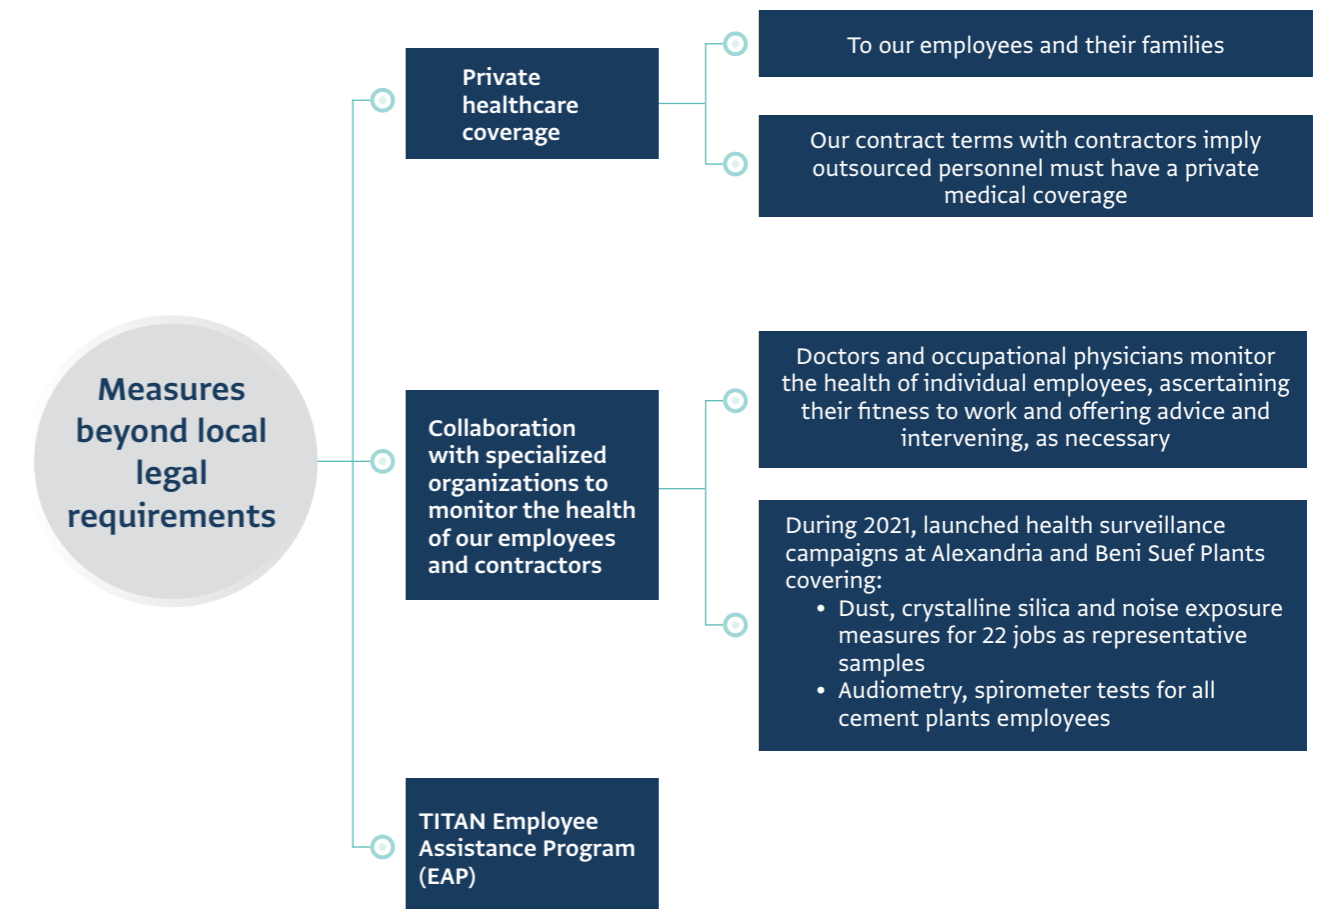 Measures
beyond local
legal
requirements
Private
healthcare
coverage
To our employees and their families
Our contract terms with contractors imply
outsourced personnel must have a private
medical coverage
Collaboration
with specialized
organizations to
monitor the health
of our employees
and contractors
Doctors and occupational physicians monitor
the health of individual employees, ascertaining
their fitness to work and offering advice and
intervening, as necessary
During 2021, launched health surveillance
campaigns at Alexandria and Beni Suef Plants
covering:
• Dust, crystalline silica and noise exposure
measures for 22 jobs as representative
samples
• Audiometry, spirometer tests for all
cement plants employees
TITAN Employee
Assistance Program
(EAP)